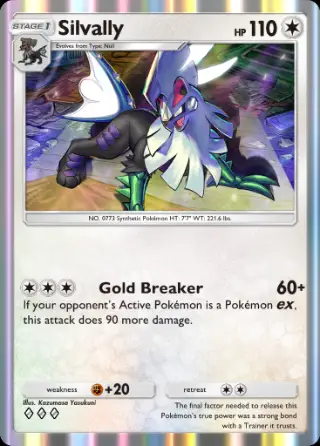 STAGE 1
Silvally
HP 110
Evolves from Type: Null
NO. 0773 Synthetic Pokémon HT: 7'7" WT: 221.6 lbs.
Gold Breaker 60+
If your opponent's Active Pokémon is a Pokémon ex,
this attack does 90 more damage.
weakness +20 retreat
Illus. Kazumasa Yasukuni
The final factor needed to release this
Pokémon's true power was a strong bond
with a Trainer it trusts.